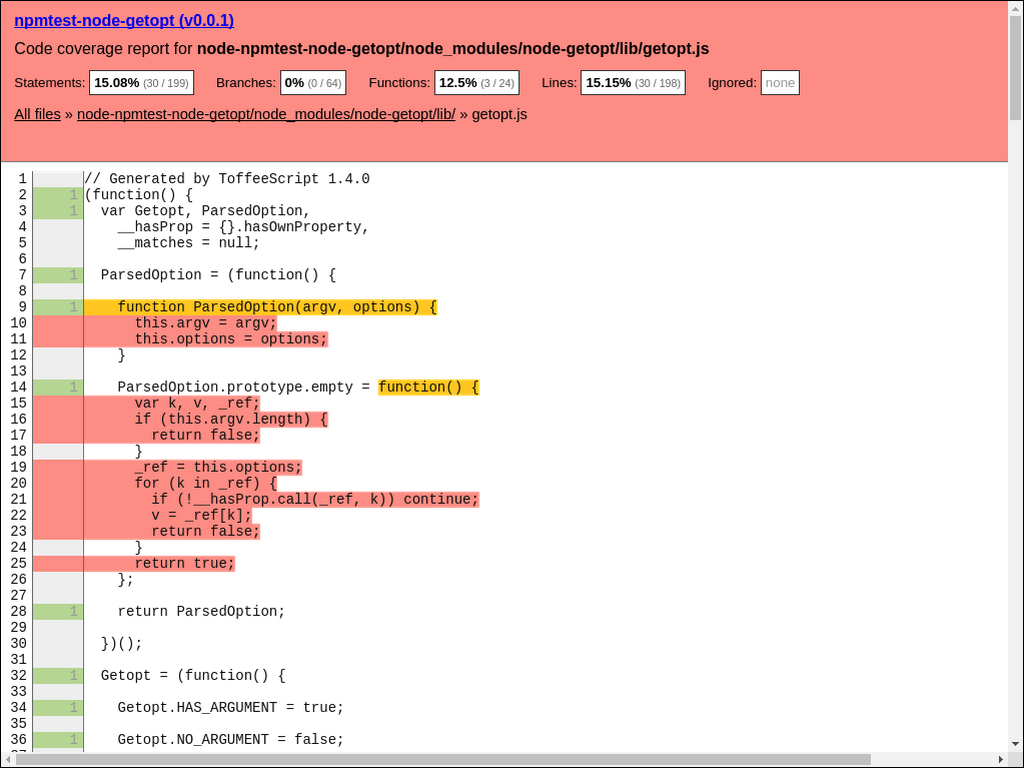 npmtest-node-getopt (v0.0.1)
Code coverage report for node-npmtest-node-getopt/node_modules/node-getopt/lib/getopt.js
Statements: 15.08% (30 / 199) Branches: 0% (0 / 64) Functions: 12.5% (3 / 24) Lines: 15.15% (30 / 198) Ignored: none
All files » node-npmtest-node-getopt/node_modules/node-getopt/lib/ » getopt.js
1 // Generated by ToffeeScript 1.4.0
2 1 (function() {
3 1 var Getopt, ParsedOption,
4 __hasProp = {}.hasOwnProperty,
5 __matches = null;
6
7 1 ParsedOption = (function() {
8
9 1 function ParsedOption(argv, options) {
10 this.argv = argv;
11 this.options = options;
12 }
13
14 1 ParsedOption.prototype.empty = function() {
15 var k, v, _ref;
16 if (this.argv.length) {
17 return false;
18 }
19 _ref = this.options;
20 for (k in _ref) {
21 if (!__hasProp.call(_ref, k)) continue;
22 v = _ref[k];
23 return false;
24 }
25 return true;
26 };
27
28 1 return ParsedOption;
29
30 })();
31
32 1 Getopt = (function() {
33
34 1 Getopt.HAS_ARGUMENT = true;
35
36 1 Getopt.NO_ARGUMENT = false;